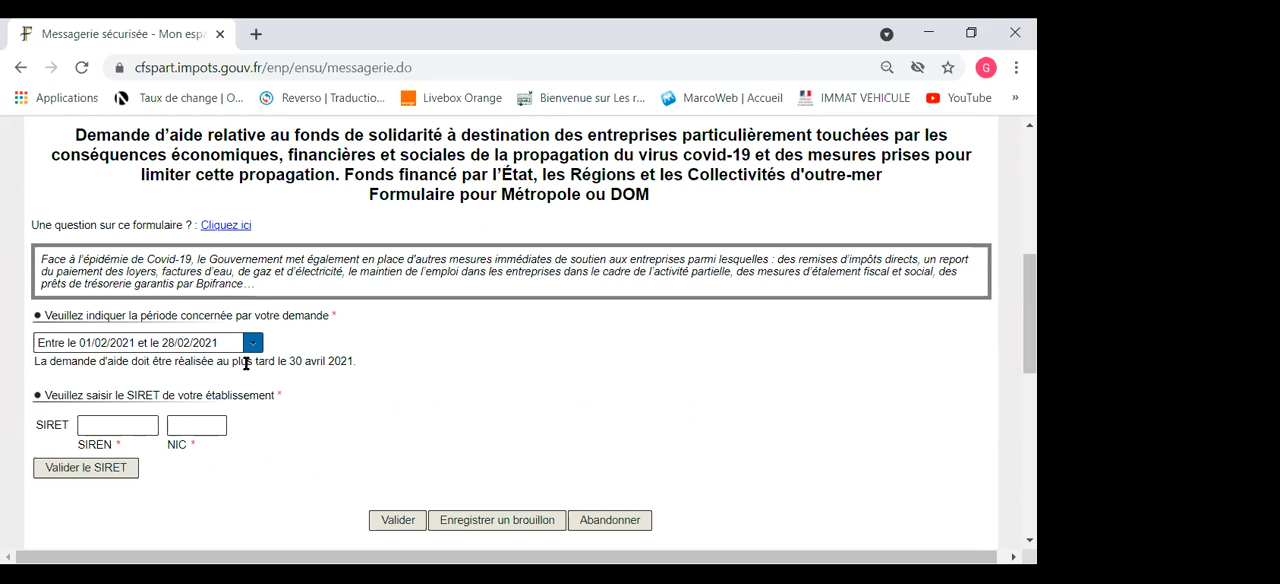 Messagerie sécurisée - Mon esp
cfspart.impots.gouv.fr/enp/ensu/messagerie.do
G
Applications
Taux de change | O...
Reverso | Traductio...
Livebox Orange
Bienvenue sur Les r...
MarcoWeb | Accueil
IMMAT VEHICULE
YouTube
»
Demande d'aide relative au fonds de solidarité à destination des entreprises particulièrement touchées par les
conséquences économiques, financières et sociales de la propagation du virus covid-19 et des mesures prises pour
limiter cette propagation. Fonds financé par l'État, les Régions et les Collectivités d'outre-mer
Formulaire pour Métropole ou DOM
Une question sur ce formulaire ? : Cliquez ici
Face à l'épidémie de Covid-19, le Gouvernement met également en place d'autres mesures immédiates de soutien aux entreprises parmi lesquelles : des remises d'impôts directs, un report
du paiement des loyers, factures d'eau, de gaz et d'électricité, le maintien de l'emploi dans les entreprises dans le cadre de l'activité partielle, des mesures d'étalement fiscal et social, des
prêts de trésorerie garantis par Bpifrance…
● Veuillez indiquer la période concernée par votre demande *
Entre le 01/02/2021 et le 28/02/2021
La demande d'aide doit être réalisée au plus tard le 30 avril 2021.
● Veuillez saisir le SIRET de votre établissement *
SIRET
SIREN * NIC *
Valider le SIRET
Valider Enregistrer un brouillon Abandonner